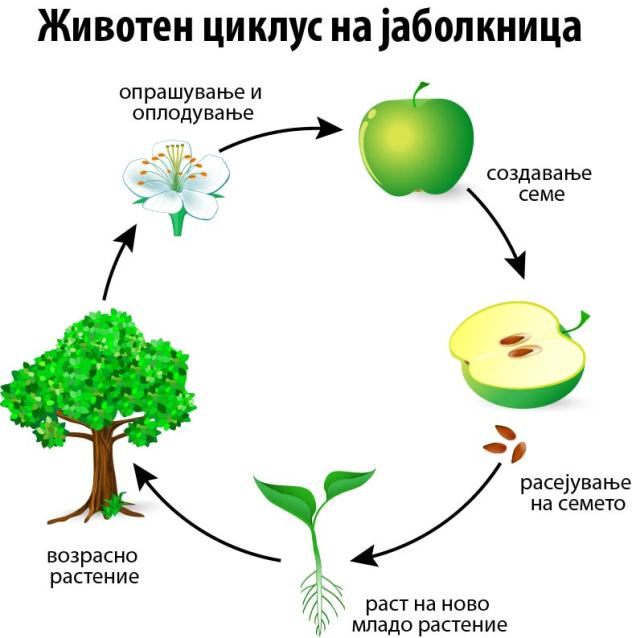 Животен циклус на јаболкница
опрашување и
оплодување
создавање
семе
расејување
на семето
раст на ново
младо растение
возрасно
растение